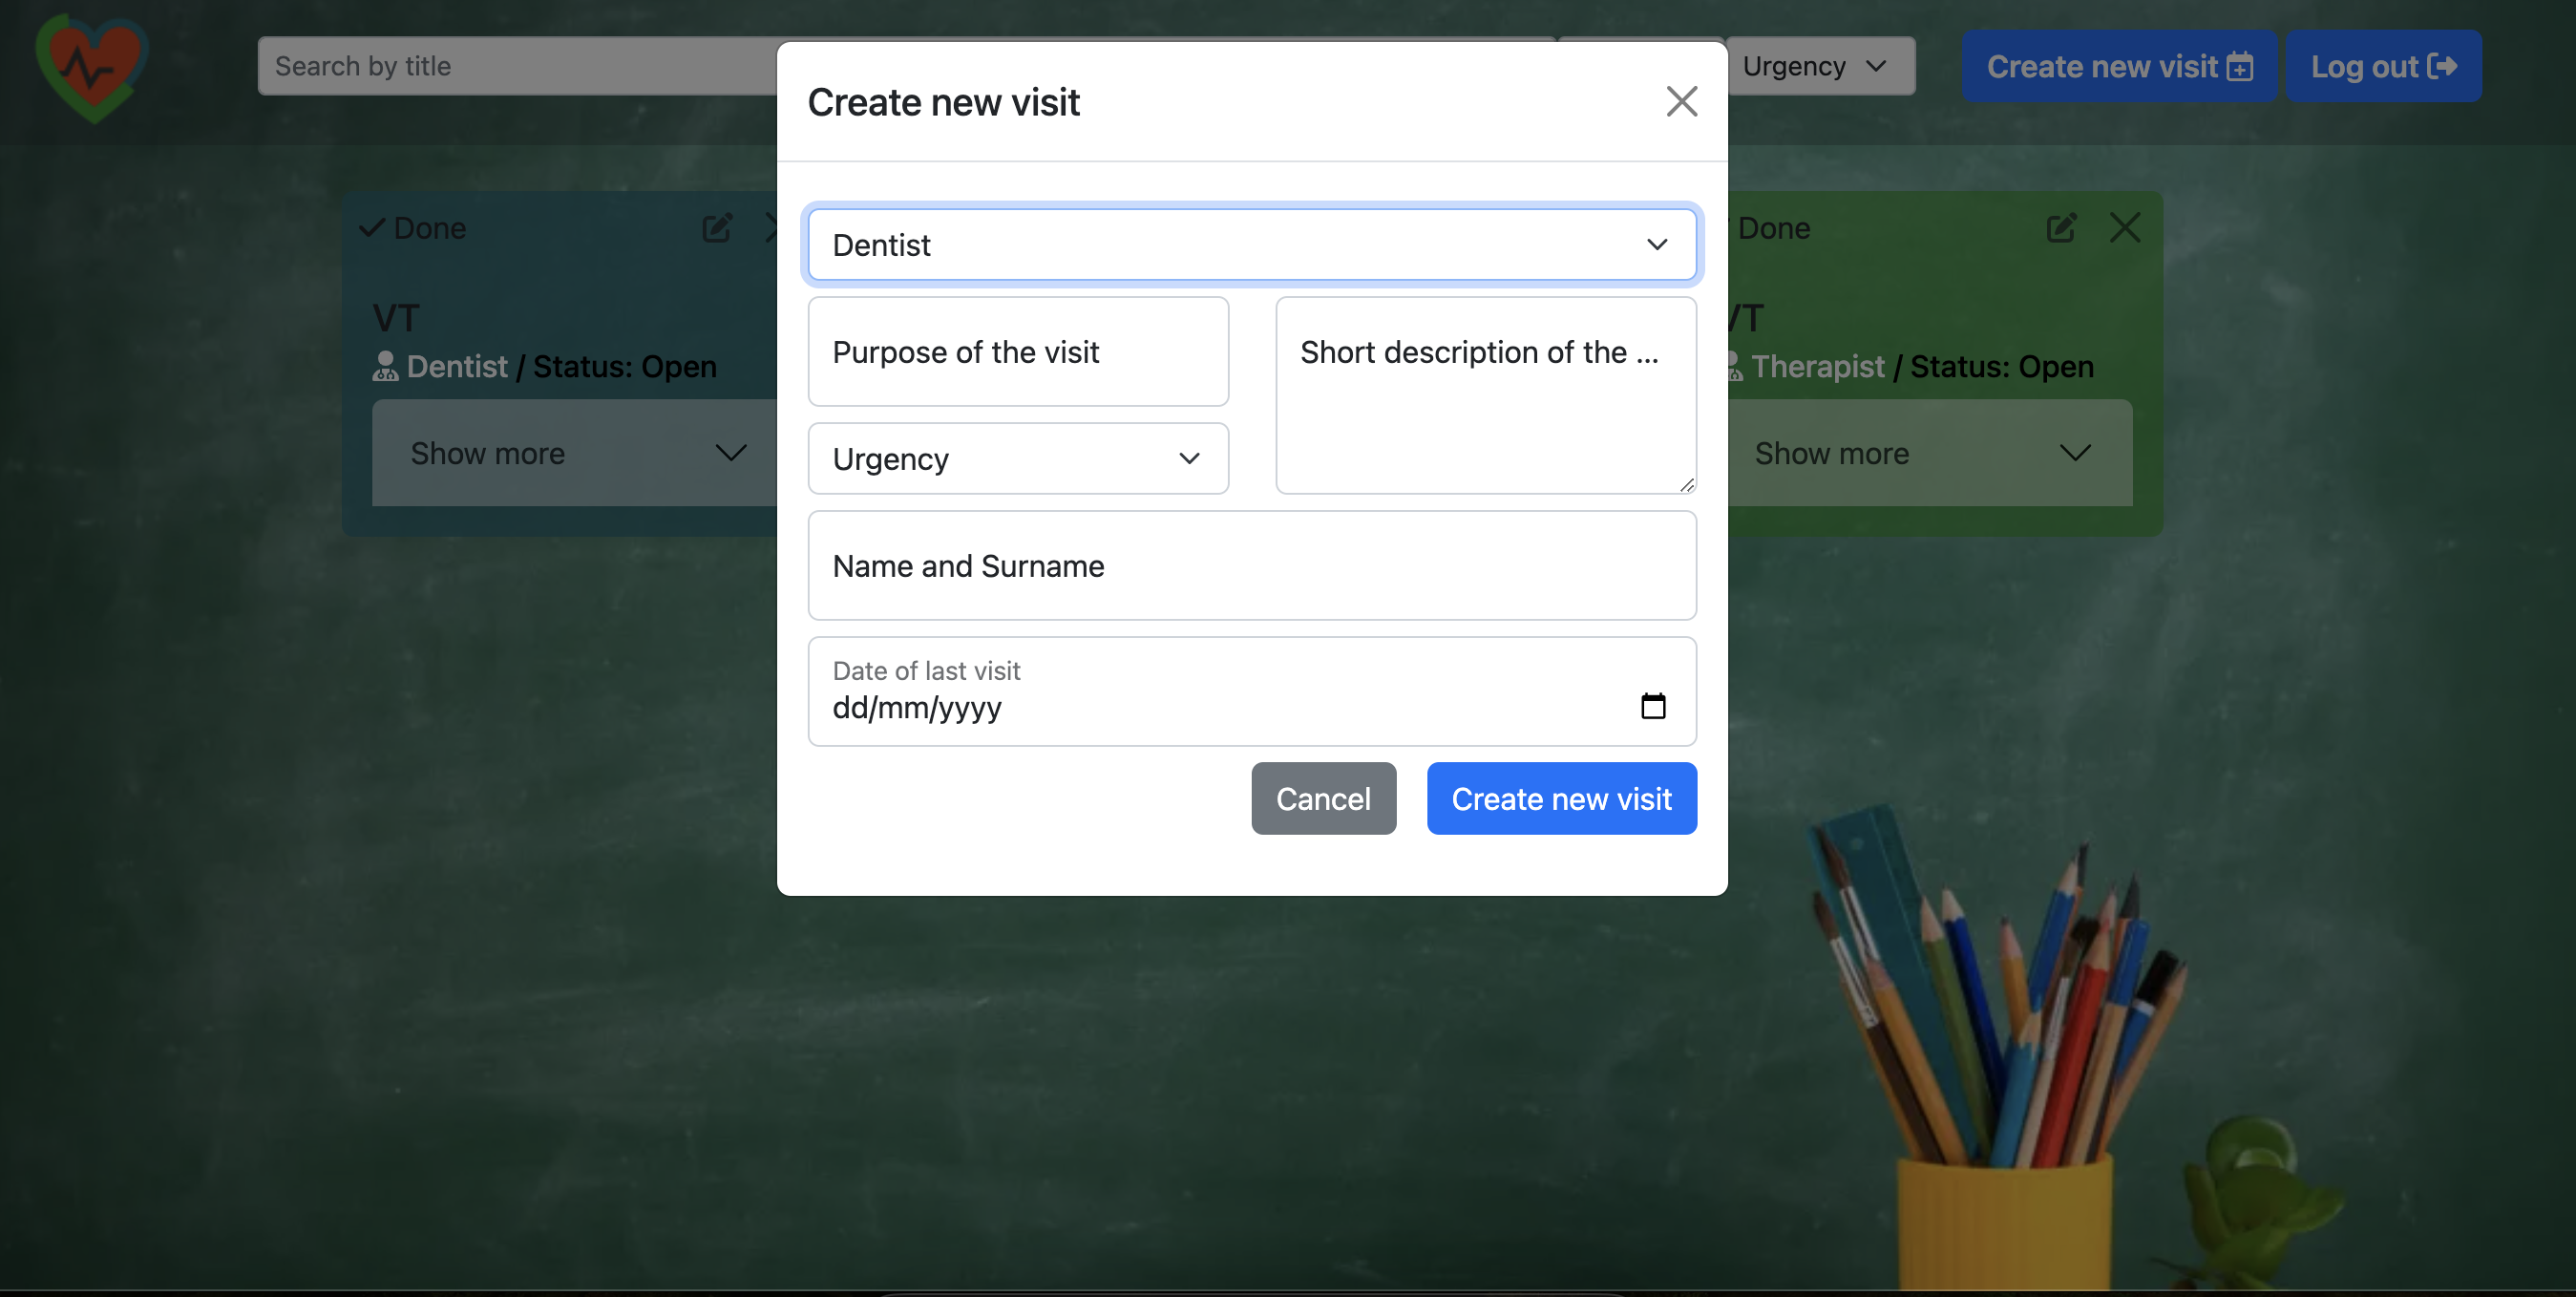 Search by title
Urgency
Create new visit
Log out
Create new visit
Dentist
Purpose of the visit
Short description of the ...
Urgency
Name and Surname
Date of last visit
dd/mm/yyyy
Cancel
Create new visit
Done
VT
Dentist / Status: Open
Show more
Done
VT
Therapist / Status: Open
Show more